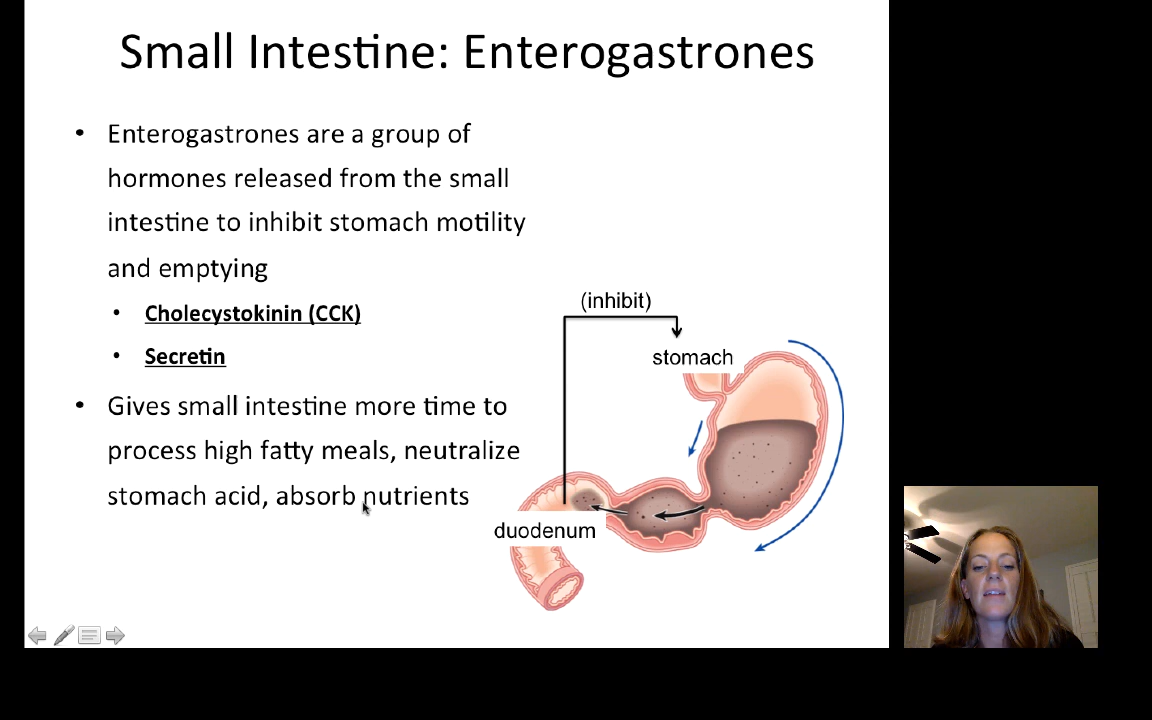 Small Intestine: Enterogastrones
• Enterogastrones are a group of
hormones released from the small
intestine to inhibit stomach motility
and emptying
• Cholecystokinin (CCK)
• Secretin
• Gives small intestine more time to
process high fatty meals, neutralize
stomach acid, absorb nutrients
(inhibit)
stomach
duodenum